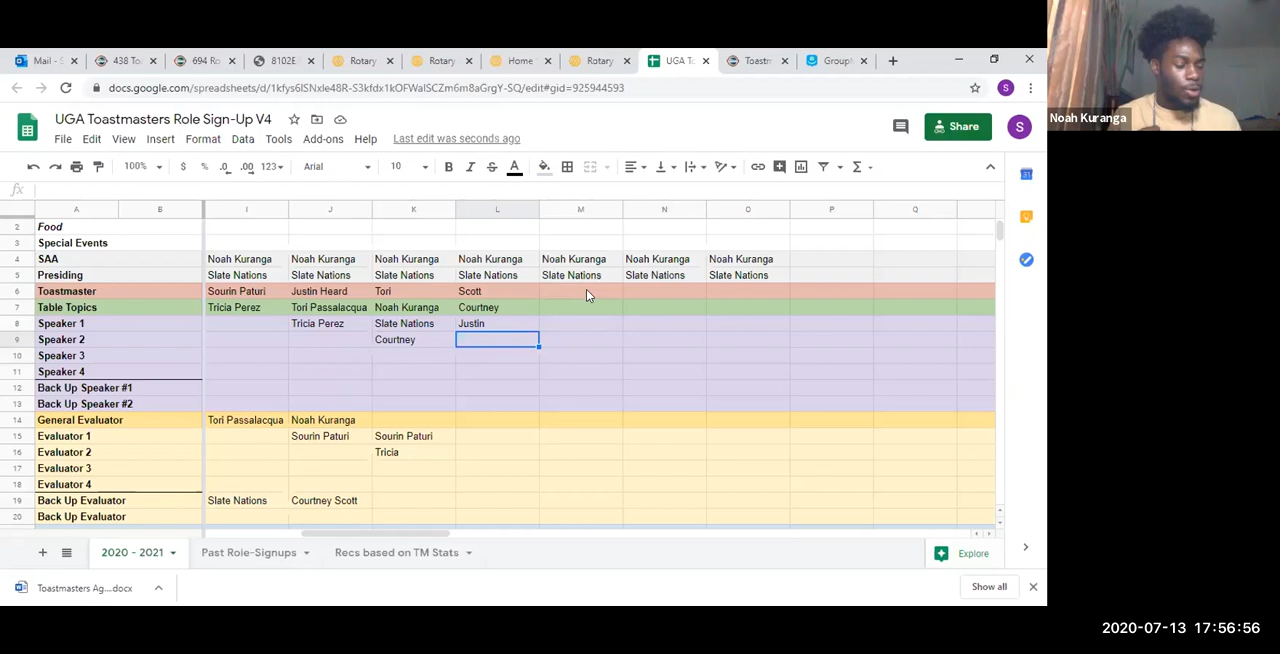 Mail - S
438 To
694 Ro
8102E
Rotary
Rotary
Home
Rotary
UGA To
Toastm
Group
docs.google.com/spreadsheets/d/
/edit#gid=925944593
S
Noah Kuranga
UGA Toastmasters Role Sign-Up V4
File Edit View Insert Format Data Tools Add-ons Help Last edit was seconds ago
Share
S
100% $ % .0 .00 123 Arial 10 B I S A
fx
A B I J K L M N O P Q
2 Food
3 Special Events
4 SAA Noah Kuranga Noah Kuranga Noah Kuranga Noah Kuranga Noah Kuranga Noah Kuranga Noah Kuranga
5 Presiding Slate Nations Slate Nations Slate Nations Slate Nations Slate Nations Slate Nations Slate Nations
6 Toastmaster Sourin Paturi Justin Heard Tori Scott
7 Table Topics Tricia Perez Tori Passalacqua Noah Kuranga Courtney
8 Speaker 1 Tricia Perez Slate Nations Justin
9 Speaker 2 Courtney
10 Speaker 3
11 Speaker 4
12 Back Up Speaker #1
13 Back Up Speaker #2
14 General Evaluator Tori Passalacqua Noah Kuranga
15 Evaluator 1 Sourin Paturi Sourin Paturi
16 Evaluator 2 Tricia
17 Evaluator 3
18 Evaluator 4
19 Back Up Evaluator Slate Nations Courtney Scott
20 Back Up Evaluator
2020 - 2021 Past Role-Signups Recs based on TM Stats Explore
Toastmasters Ag....docx Show all
2020-07-13 17:56:56